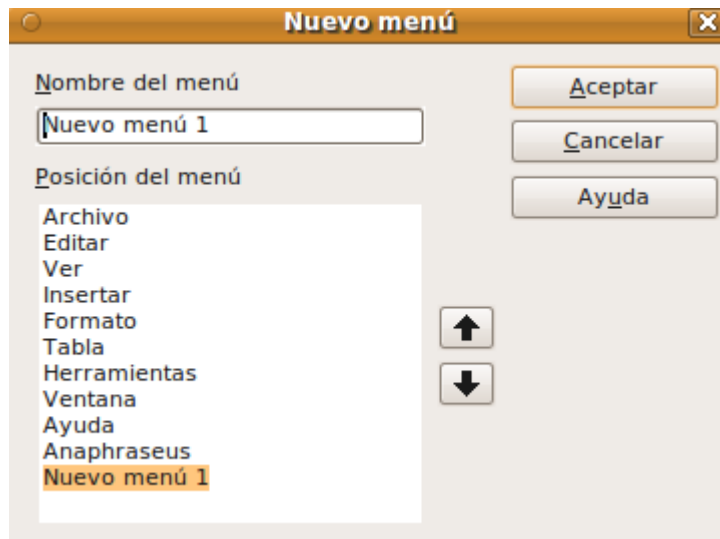 Nuevo menú
Nombre del menú
Nuevo menú 1
Posición del menú
Archivo
Editar
Ver
Insertar
Formato
Tabla
Herramientas
Ventana
Ayuda
Anaphraseus
Nuevo menú 1
Aceptar
Cancelar
Ayuda